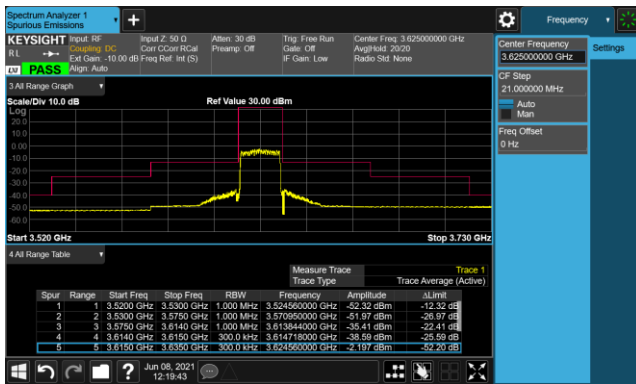 Spectrum Analyzer 1
Spurious Emissions
Frequency
KEYSIGHT Input: RF Input Z: 50 Ω Atten: 30 dB Trig: Free Run Center Freq: 3.625000000 GHz
RL Coupling: DC Corr CCorr RCal Preamp: Off Gate: Off Avg|Hold: 20/20
Ext Gain: -10.00 dB Freq Ref: Int (S) IF Gain: Low Radio Std: None
LXI PASS Align: Auto
Center Frequency
3.625000000 GHz
Settings
CF Step
21.000000 MHz
Auto
Man
Freq Offset
0 Hz
3 All Range Graph
Scale/Div 10.0 dB Ref Value 30.00 dBm
Log
20.0
10.0
0.00
-10.0
-20.0
-30.0
-40.0
-50.0
-60.0
Start 3.520 GHz Stop 3.730 GHz
4 All Range Table
Measure Trace Trace 1
Trace Type Trace Average (Active)
Spur Range Start Freq Stop Freq RBW Frequency Amplitude ΔLimit
1 1 3.5200 GHz 3.5300 GHz 1.000 MHz 3.524560000 GHz -52.32 dBm -12.32 dB
2 2 3.5300 GHz 3.5750 GHz 1.000 MHz 3.570950000 GHz -51.97 dBm -26.97 dB
3 3 3.5750 GHz 3.6140 GHz 1.000 MHz 3.613844000 GHz -35.41 dBm -22.41 dB
4 4 3.6140 GHz 3.6150 GHz 300.0 kHz 3.614718000 GHz -38.59 dBm -25.59 dB
5 5 3.6150 GHz 3.6350 GHz 300.0 kHz 3.624560000 GHz -2.197 dBm -52.20 dB
Jun 08, 2021
12:19:43